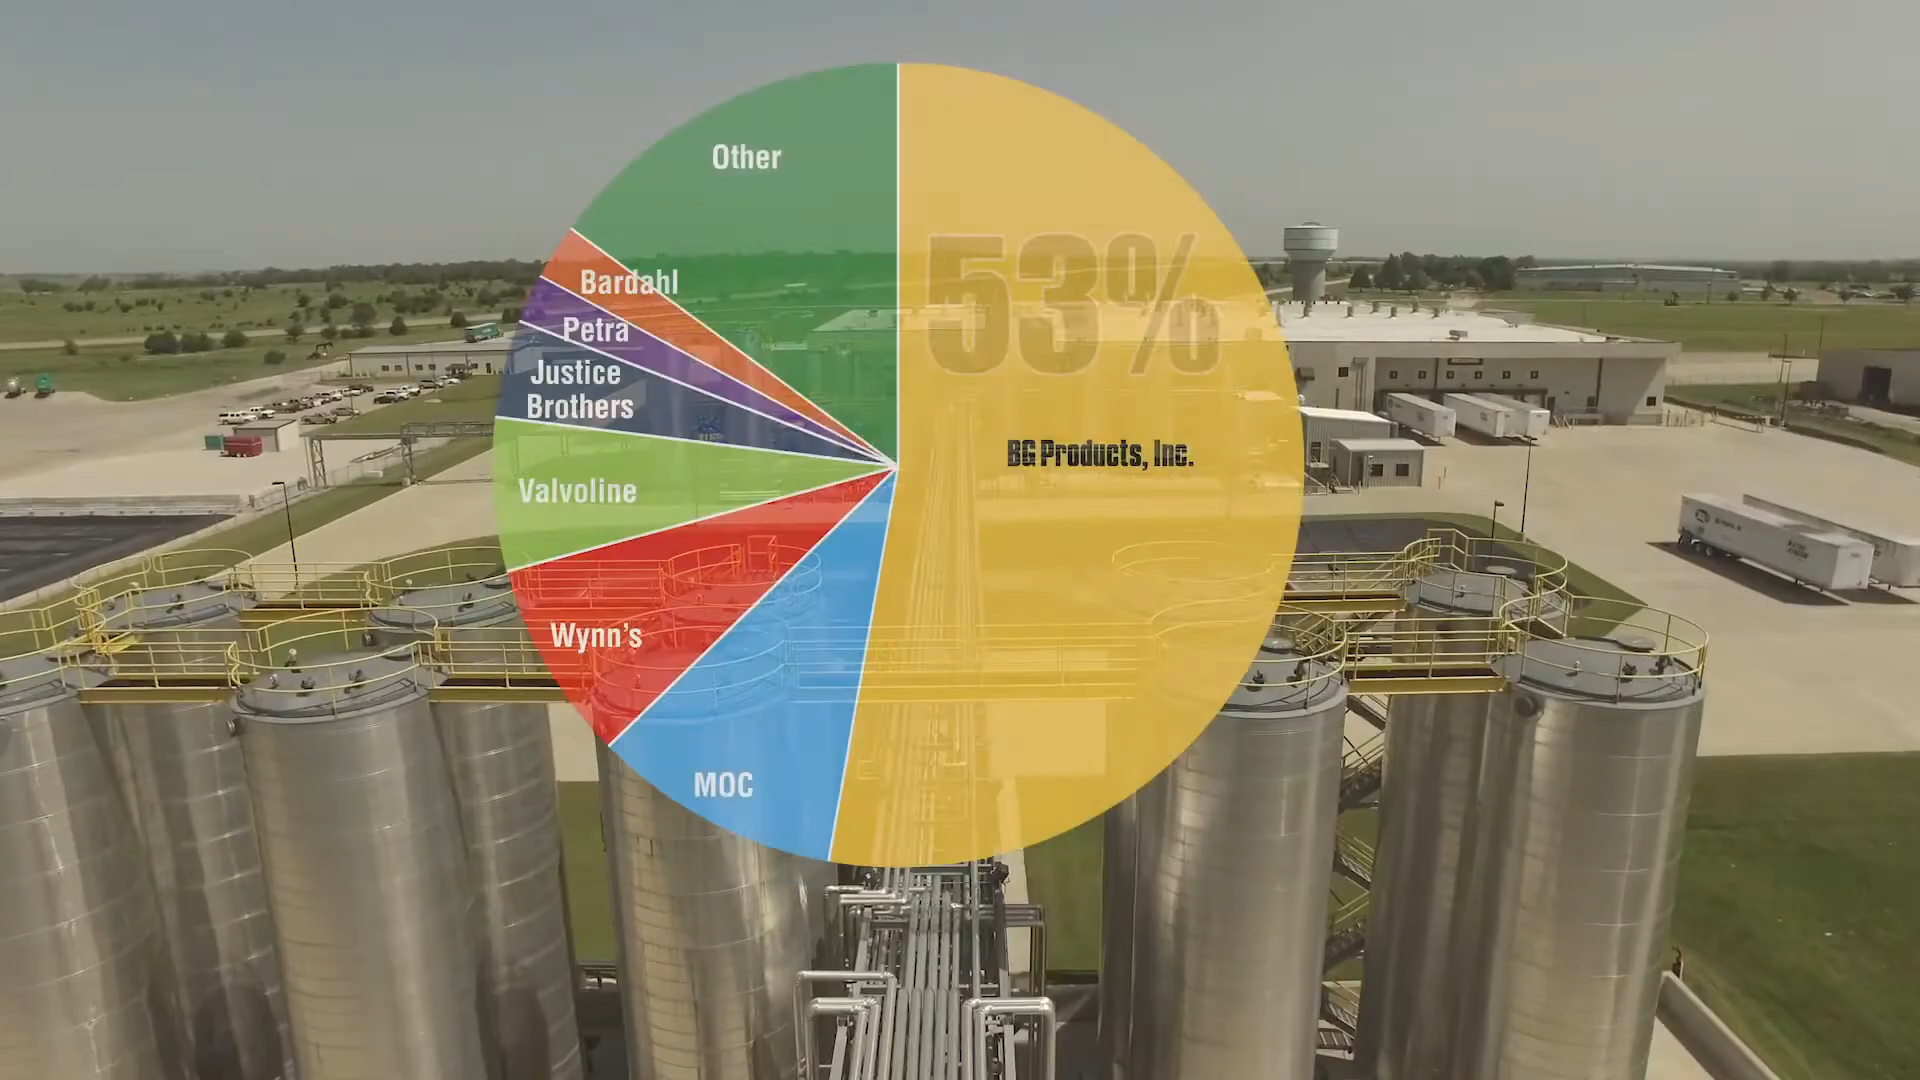 Other
53%
Bardahl
Petra
Justice
Brothers
BG Products, Inc.
Valvoline
Wynn's
MOC